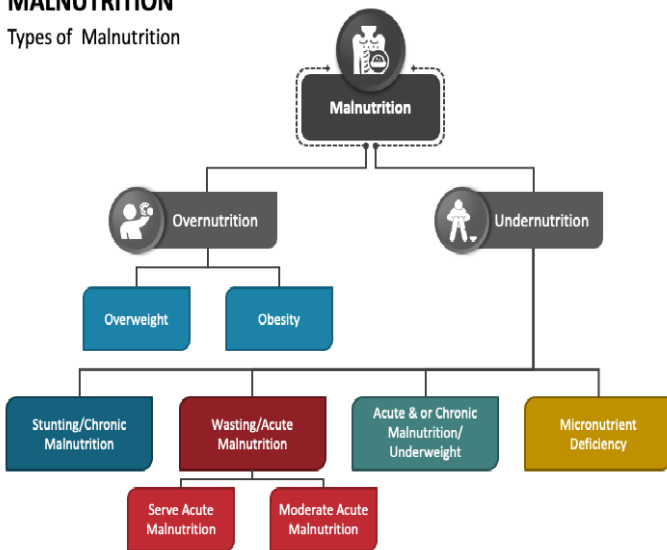 MALNUTRITION
Types of Malnutrition
Malnutrition
Overnutrition
Undernutrition
Overweight
Obesity
Stunting/Chronic
Malnutrition
Wasting/Acute
Malnutrition
Acute & or Chronic
Malnutrition/
Underweight
Micronutrient
Deficiency
Serve Acute
Malnutrition
Moderate Acute
Malnutrition